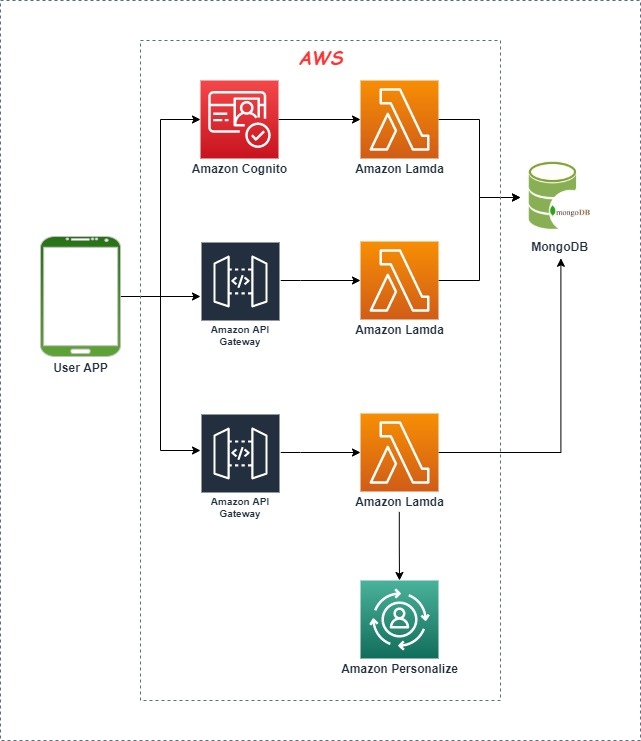 AWS
Amazon Cognito
Amazon Lamda
mongoDB
MongoDB
Amazon API
Gateway
Amazon Lamda
User APP
Amazon API
Gateway
Amazon Lamda
Amazon Personalize